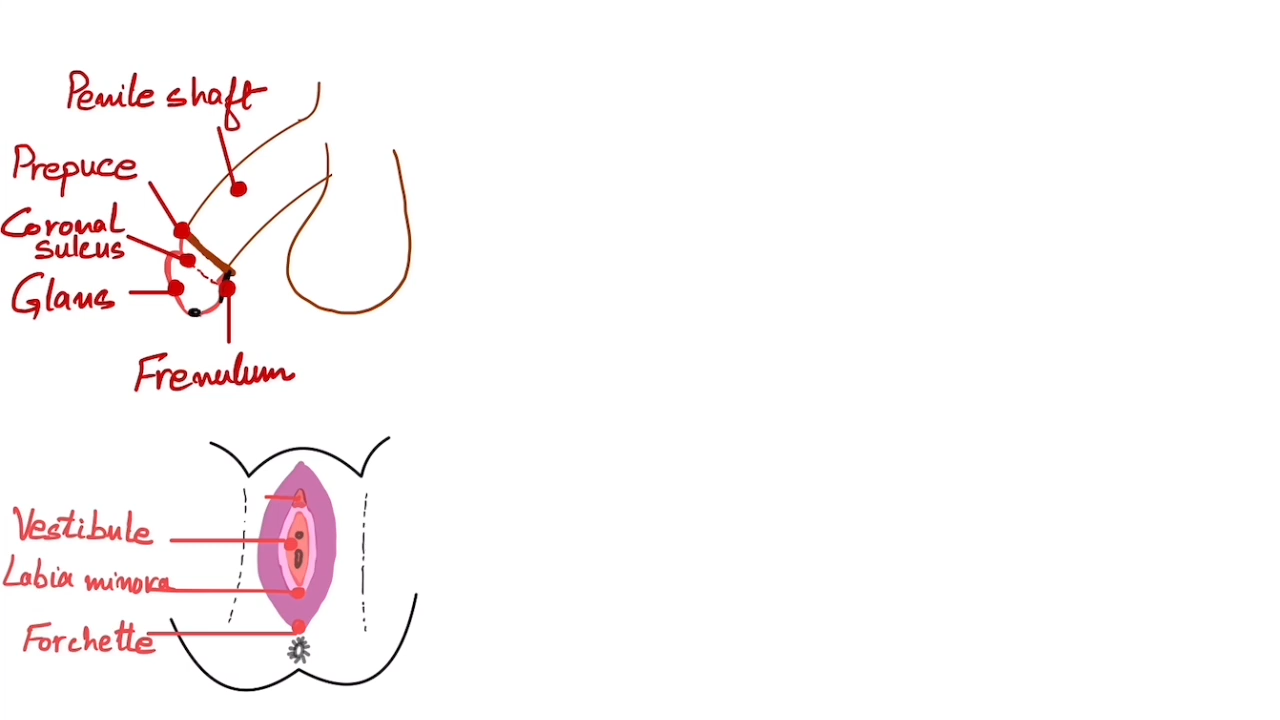 Penile shaft
Prepuce
Coronal
sulcus
Glans
Frenulum
Vestibule
Labia minora
Forchette